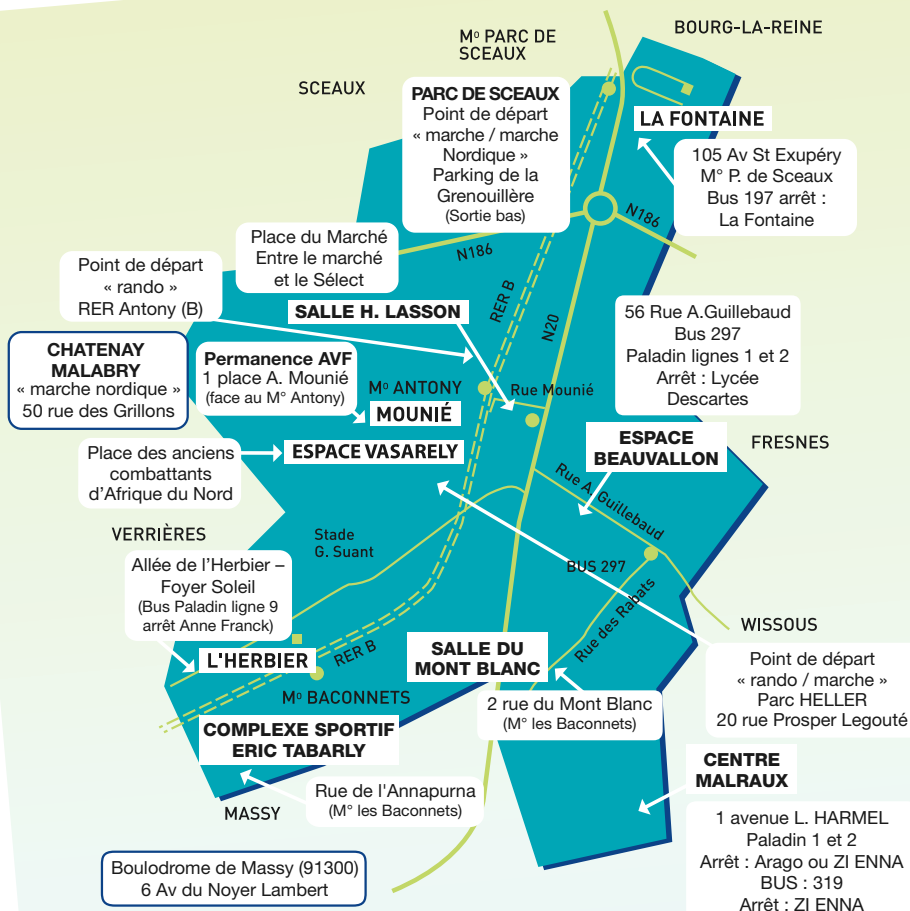 BOURG-LA-REINE
Mº PARC DE
SCEAUX
SCEAUX
PARC DE SCEAUX
Point de départ
« marche / marche
Nordique »
Parking de la
Grenouillère
(Sortie bas)
LA FONTAINE
105 Av St Exupéry
M° P. de Sceaux
Bus 197 arrêt :
La Fontaine
N186
N186
Place du Marché
Entre le marché
et le Sélect
Point de départ
« rando »
RER Antony (B)
SALLE H. LASSON
RER B
N20
56 Rue A.Guillebaud
Bus 297
Paladin lignes 1 et 2
Arrêt : Lycée
Descartes
CHATENAY
MALABRY
« marche nordique »
50 rue des Grillons
Permanence AVF
1 place A. Mounié
(face au M° Antony)
Mº ANTONY
Rue Mounié
MOUNIÉ
ESPACE VASARELY
Place des anciens
combattants
d'Afrique du Nord
ESPACE
BEAUVALLON
FRESNES
Rue A. Guillebaud
VERRIÈRES
Stade
G. Suant
BUS 297
Allée de l'Herbier –
Foyer Soleil
(Bus Paladin ligne 9
arrêt Anne Franck)
Rue des Rabats
WISSOUS
L'HERBIER
RER B
SALLE DU
MONT BLANC
Point de départ
« rando / marche »
Parc HELLER
20 rue Prosper Legouté
Mº BACONNETS
2 rue du Mont Blanc
(M° les Baconnets)
COMPLEXE SPORTIF
ERIC TABARLY
CENTRE
MALRAUX
Rue de l'Annapurna
(M° les Baconnets)
MASSY
1 avenue L. HARMEL
Paladin 1 et 2
Arrêt : Arago ou ZI ENNA
BUS : 319
Arrêt : ZI ENNA
Boulodrome de Massy (91300)
6 Av du Noyer Lambert